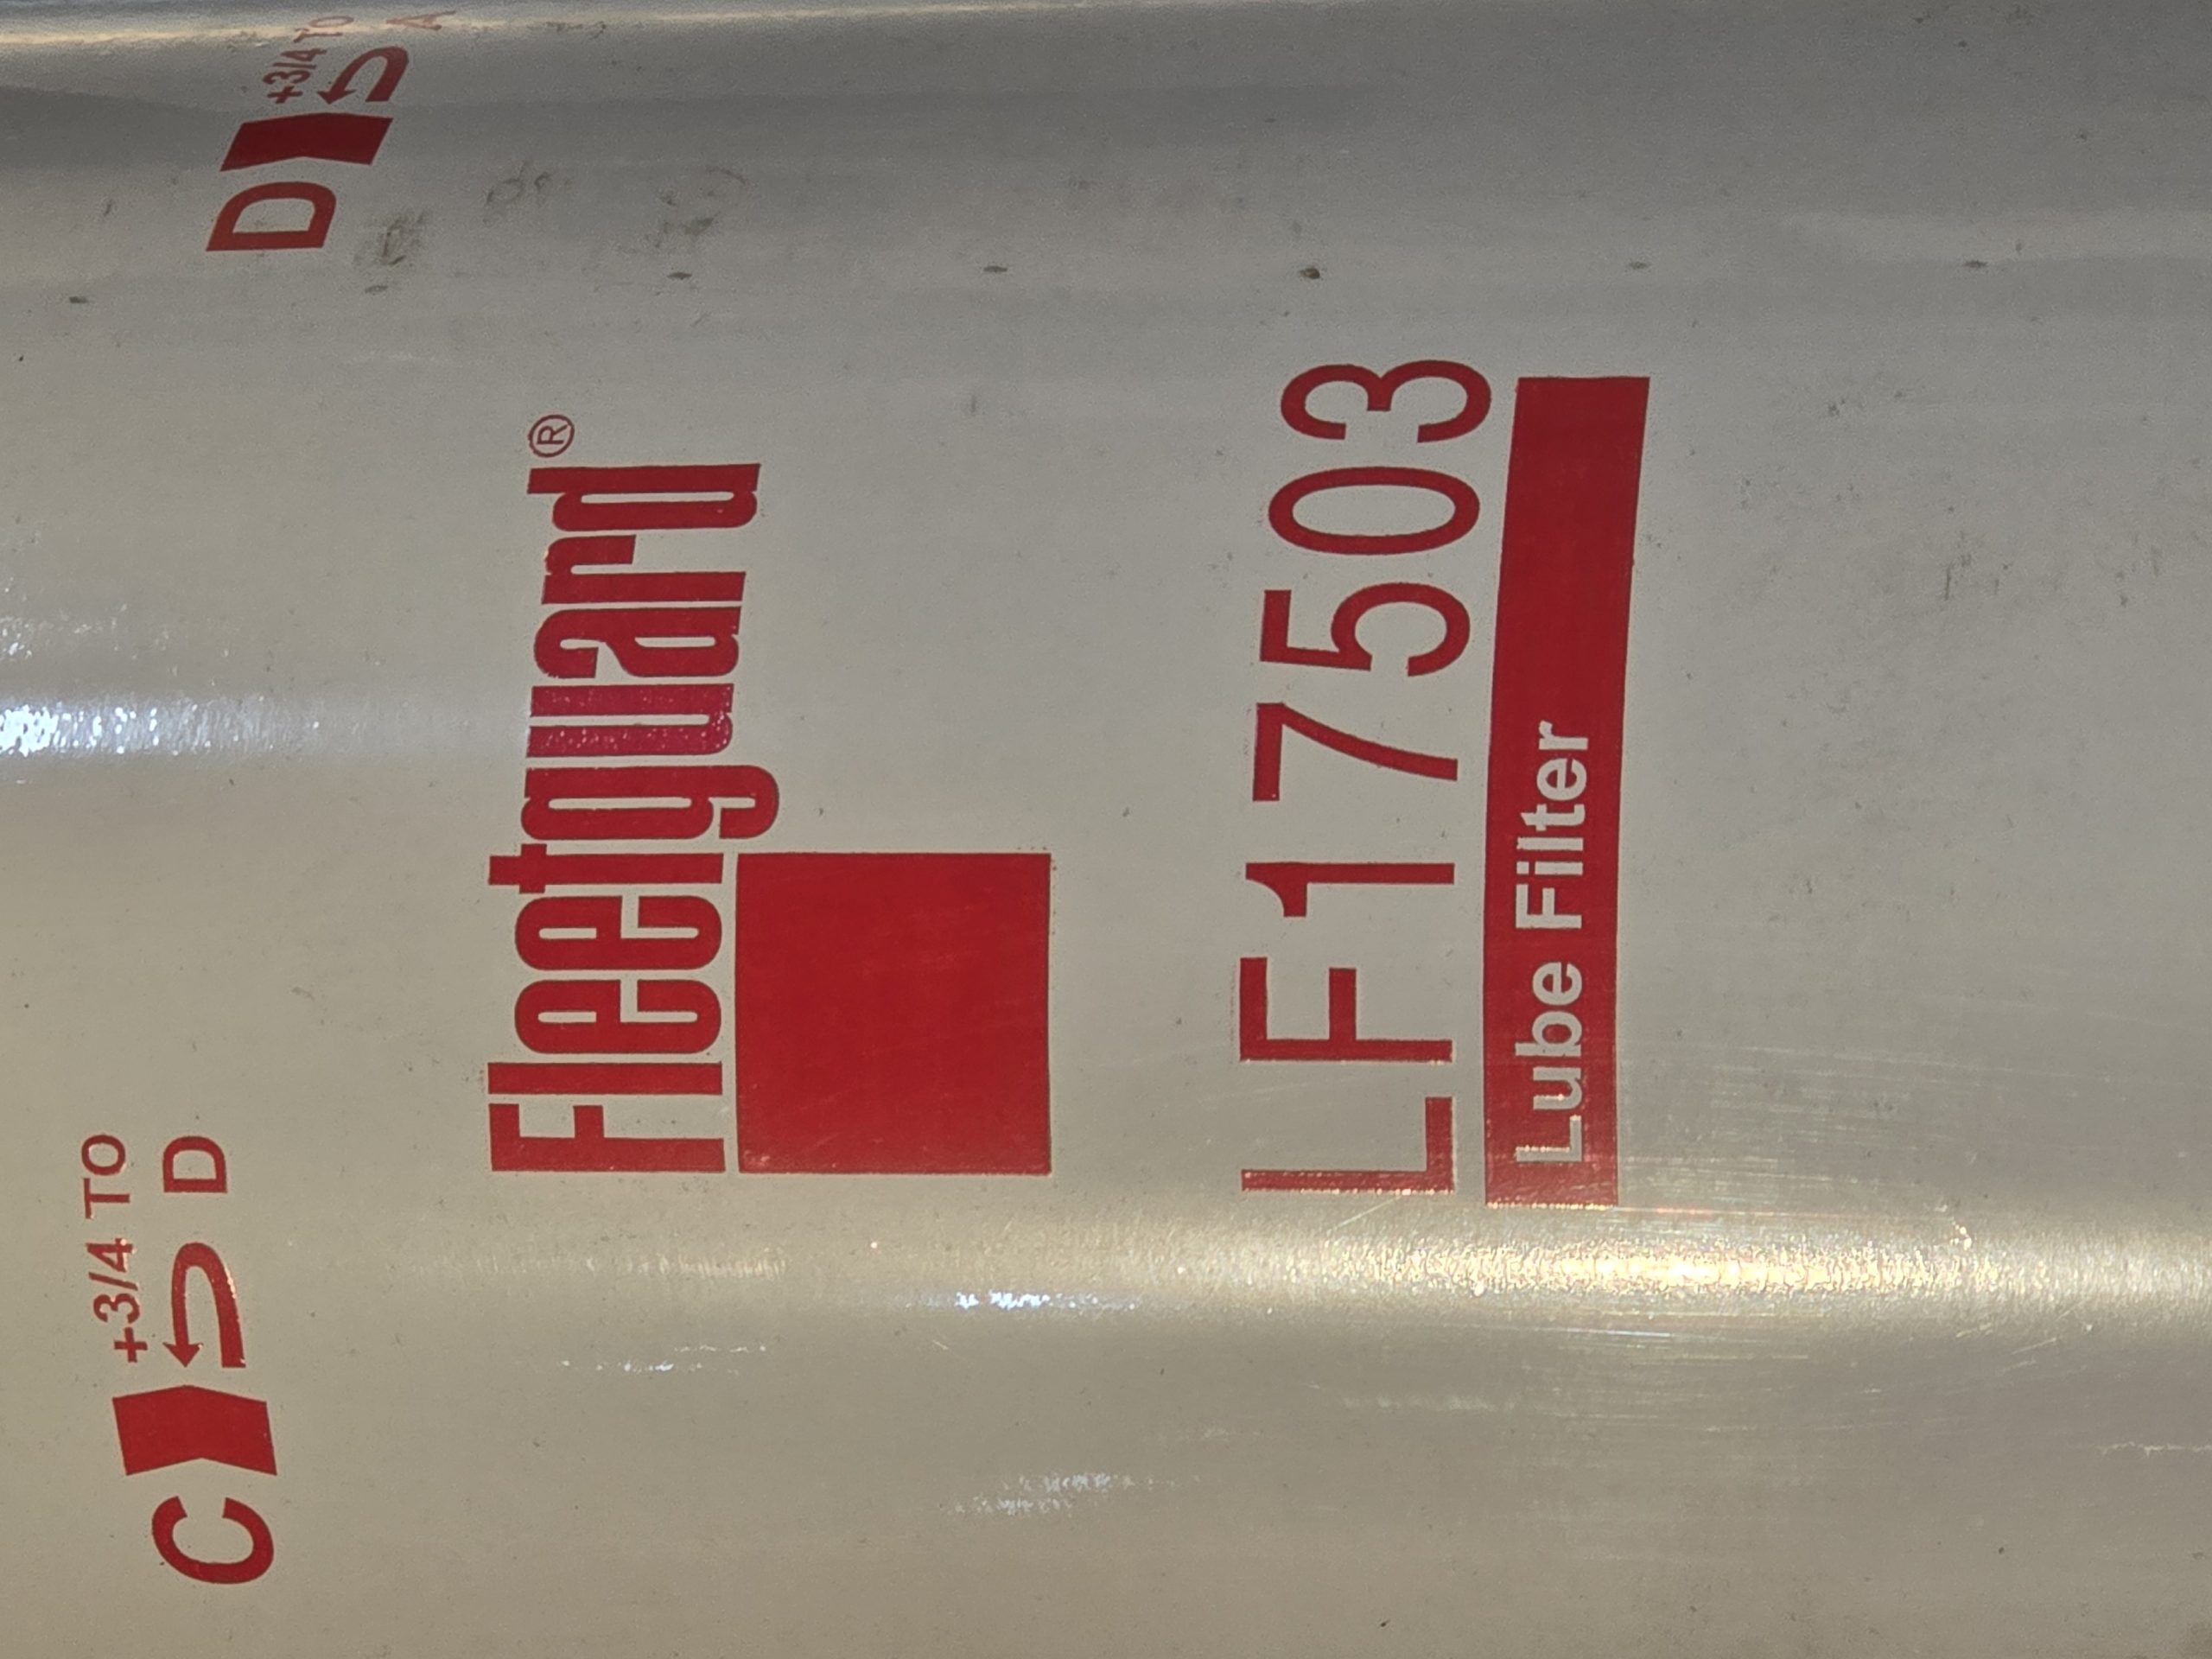 Fleetguard®
LF17503
Lube Filter
C
+3/4 TO
D
D
+3/4 TO
A